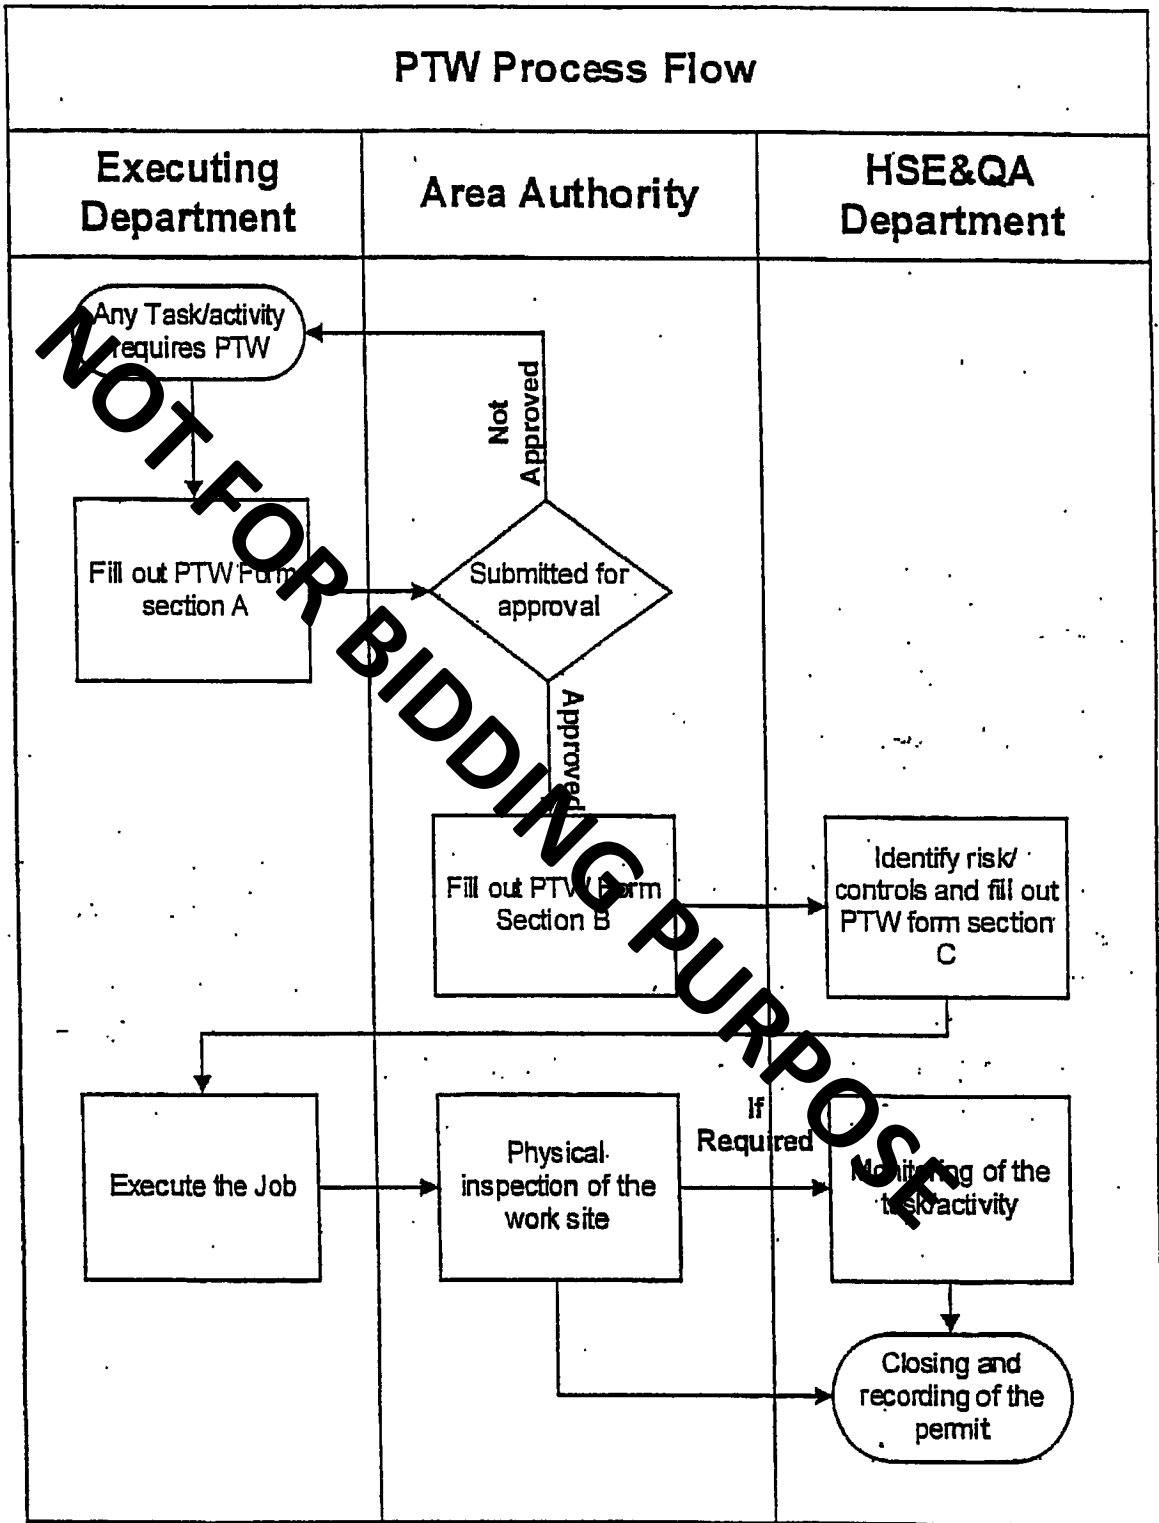 PTW Process Flow
Executing
Department
Area Authority
HSE&QA
Department
Any Task/activity
requires PTW
Not
Approved
Fill out PTW Form
section A
Submitted for
approval
Approved
Fill out PTW Form
Section B
Identify risk/
controls and fill out
PTW form section
C
Execute the Job
Physical
inspection of the
work site
If
Required
Monitoring of the
task/activity
Closing and
recording of the
permit
NOT FOR BIDDING PURPOSE